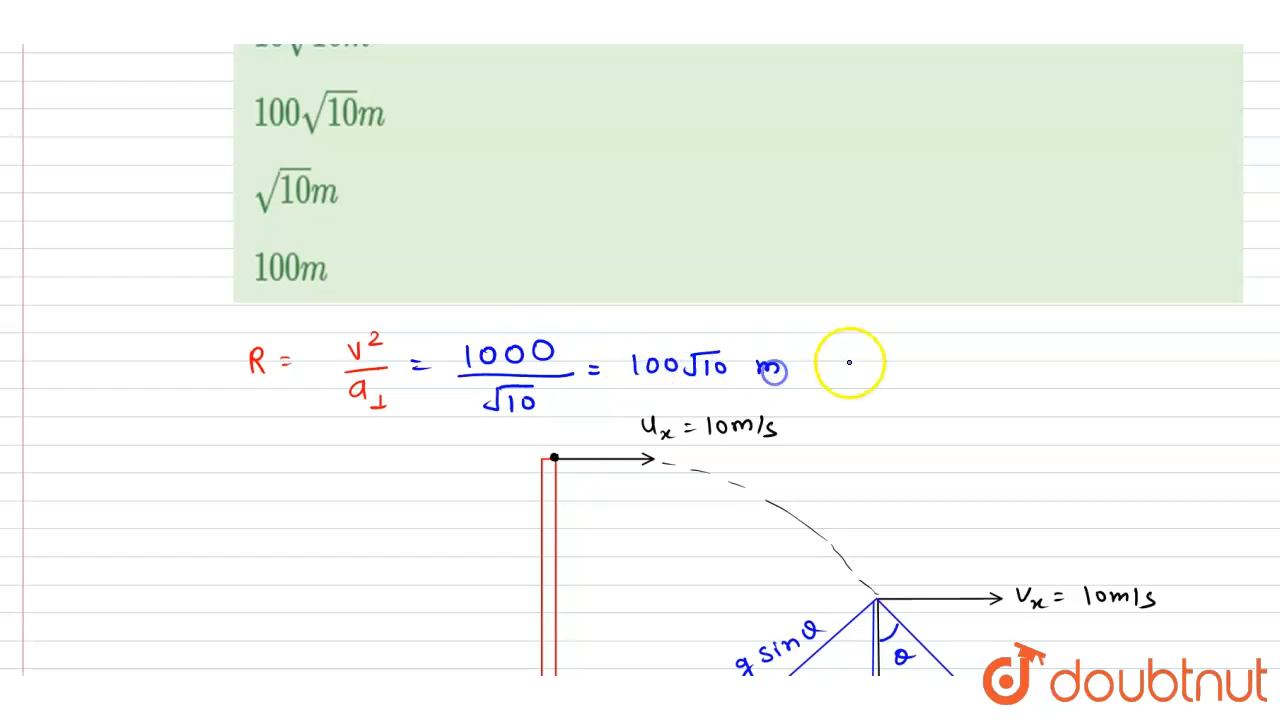 100√10m
√10m
100m
R = v²/a⊥ = 1000/√10 = 100√10 m
uₓ = 10m/s
vₓ = 10m/s
g sinθ
θ
doubtnut